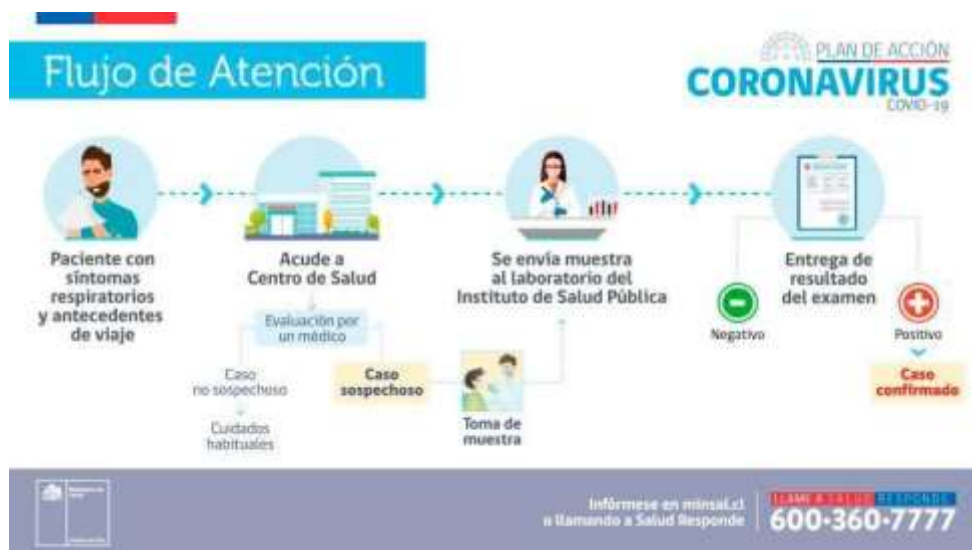 Flujo de Atención
PLAN DE ACCIÓN
CORONAVIRUS
COVID-19
Paciente con
síntomas
respiratorios
y antecedentes
de viaje
Acude a
Centro de Salud
Evaluación por
un médico
Caso
no sospechoso
Cuidados
habituales
Caso
sospechoso
Toma de
muestra
Se envía muestra
al laboratorio del
Instituto de Salud Pública
Entrega de
resultado
del examen
Negativo
Positivo
Caso
confirmado
Infórmese en minsal.cl
o llamando a Salud Responde
LLAME A SALUD RESPONDE
600-360-7777